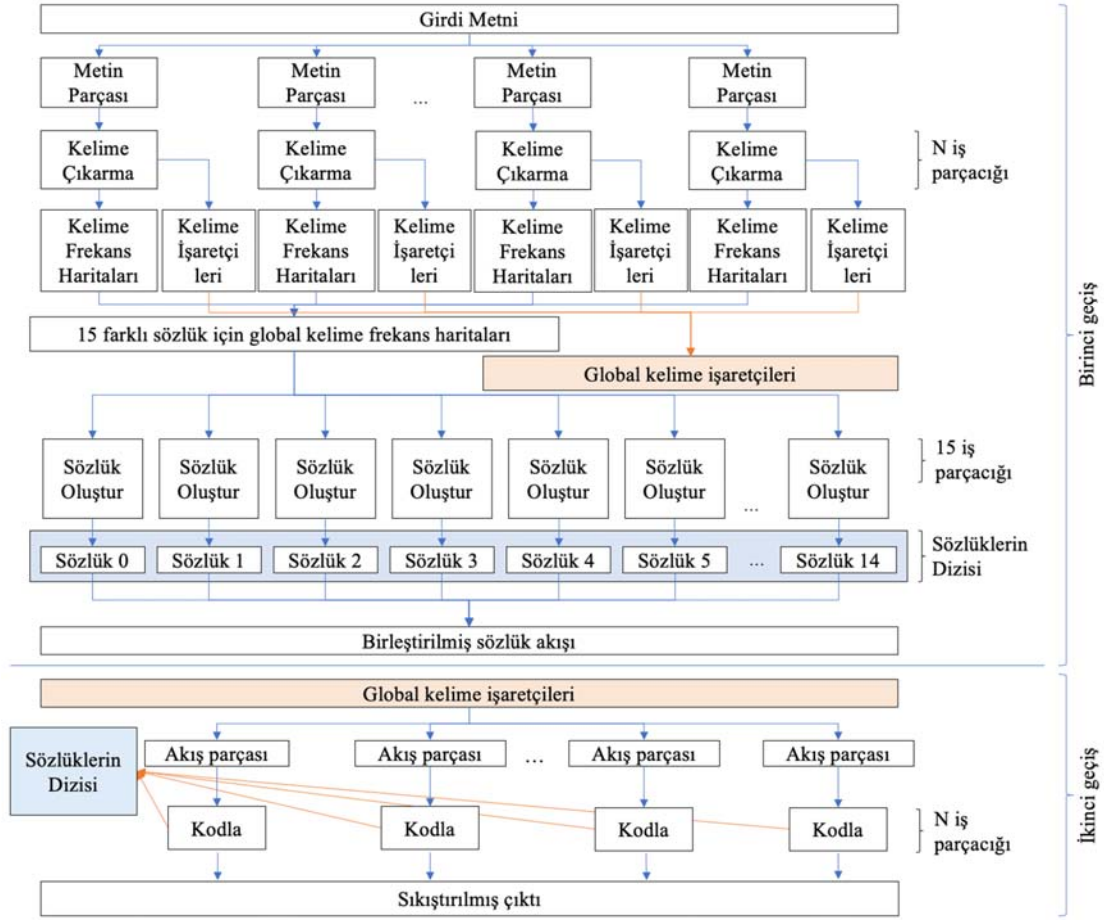 Girdi Metni
Metin
Parçası
Metin
Parçası
...
Metin
Parçası
Metin
Parçası
Kelime
Çıkarma
Kelime
Çıkarma
Kelime
Çıkarma
Kelime
Çıkarma
N iş
parçacığı
Kelime
Frekans
Haritaları
Kelime
İşaretçi
leri
Kelime
Frekans
Haritaları
Kelime
İşaretçi
leri
Kelime
Frekans
Haritaları
Kelime
İşaretçi
leri
Kelime
Frekans
Haritaları
Kelime
İşaretçi
leri
15 farklı sözlük için global kelime frekans haritaları
Global kelime işaretçileri
Birinci geçiş
Sözlük
Oluştur
Sözlük
Oluştur
Sözlük
Oluştur
Sözlük
Oluştur
Sözlük
Oluştur
Sözlük
Oluştur
...
Sözlük
Oluştur
15 iş
parçacığı
Sözlük 0
Sözlük 1
Sözlük 2
Sözlük 3
Sözlük 4
Sözlük 5
...
Sözlük 14
Sözlüklerin
Dizisi
Birleştirilmiş sözlük akışı
Global kelime işaretçileri
Sözlüklerin
Dizisi
Akış parçası
Akış parçası
...
Akış parçası
Akış parçası
Kodla
Kodla
Kodla
Kodla
N iş
parçacığı
İkinci geçiş
Sıkıştırılmış çıktı